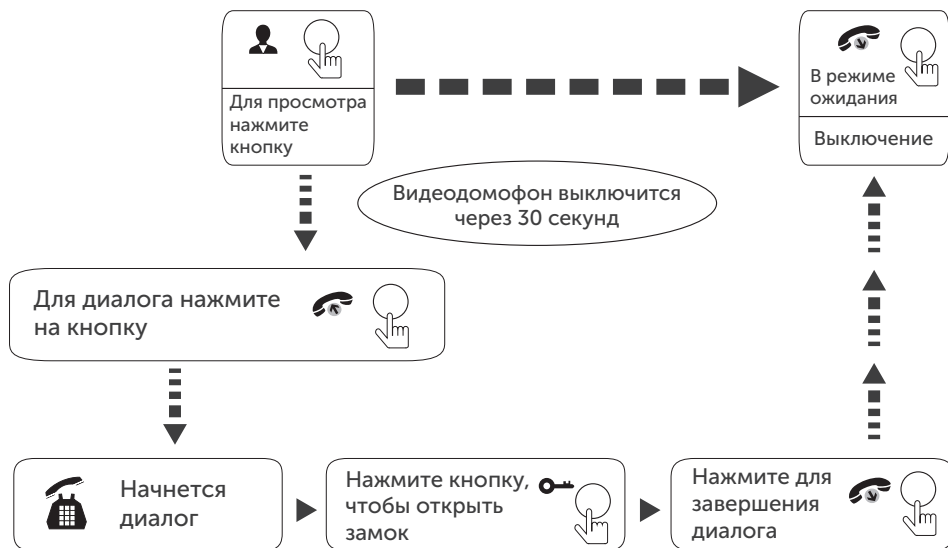 Для просмотра
нажмите
кнопку
В режиме
ожидания
Выключение
Видеодомофон выключится
через 30 секунд
Для диалога нажмите
на кнопку
Начнется
диалог
Нажмите кнопку,
чтобы открыть
замок
Нажмите для
завершения
диалога